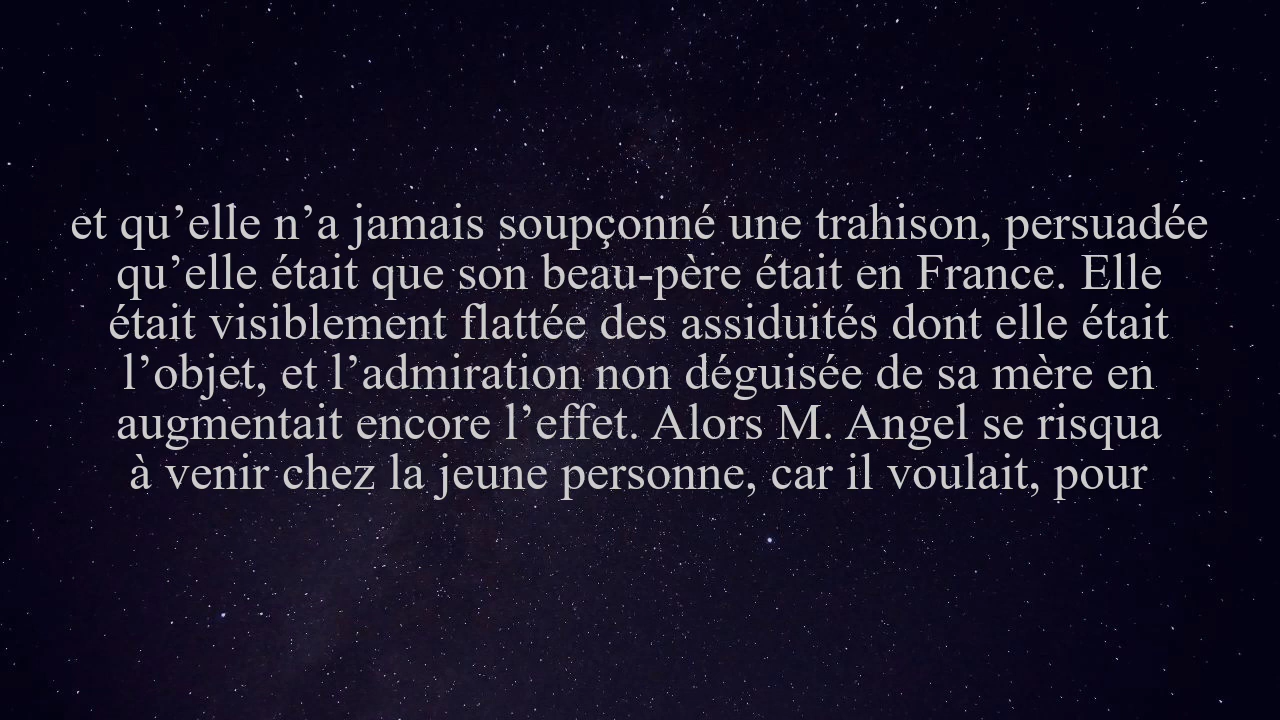 et qu’elle n’a jamais soupçonné une trahison, persuadée
qu’elle était que son beau-père était en France. Elle
était visiblement flattée des assiduités dont elle était
l’objet, et l’admiration non déguisée de sa mère en
augmentait encore l’effet. Alors M. Angel se risqua
à venir chez la jeune personne, car il voulait, pour